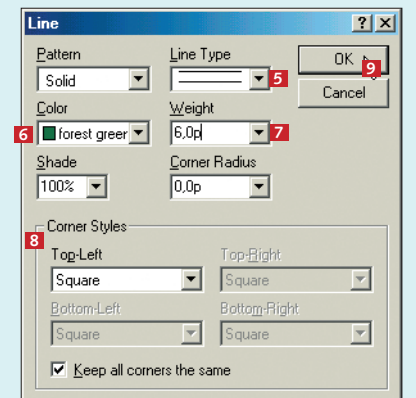 Line
Pattern
Line Type
OK
9
Solid
5
Cancel
Color
Weight
6
forest greer
6,0p
7
Shade
Corner Radius
100%
0,0p
Corner Styles
8
Top-Left
Top-Right
Square
Square
Bottom-Left
Bottom-Right
Square
Square
Keep all corners the same